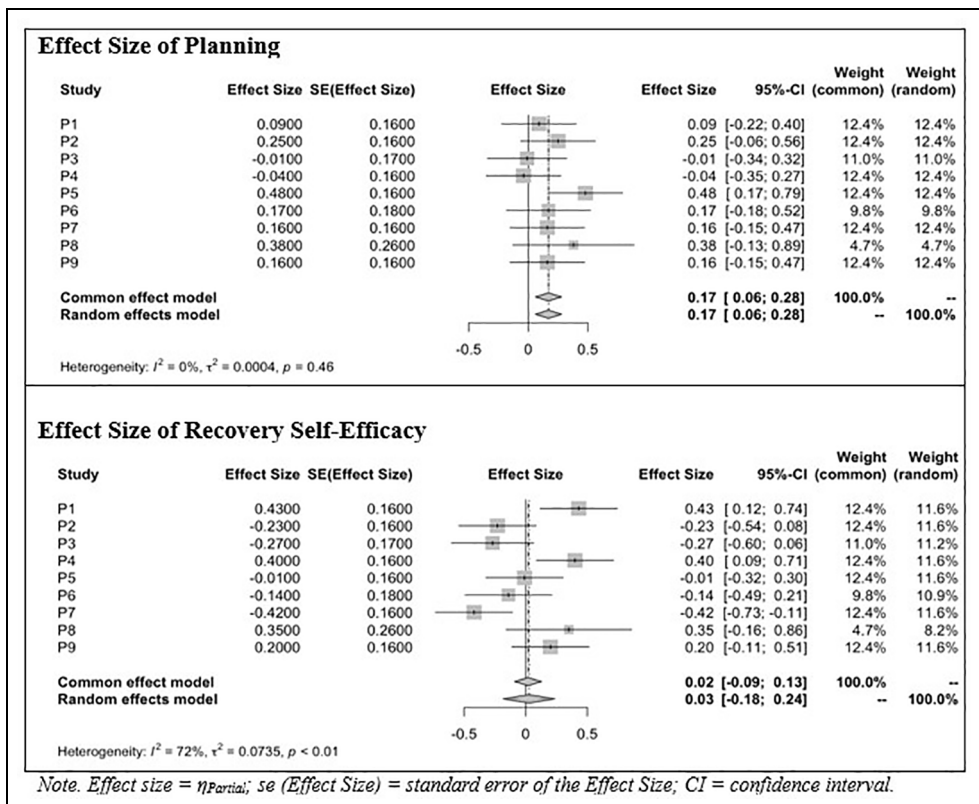 Effect Size of Planning
Weight Weight
Study Effect Size SE(Effect Size) Effect Size Effect Size 95%-CI (common) (random)
P1 0.0900 0.1600 0.09 [-0.22; 0.40] 12.4% 12.4%
P2 0.2500 0.1600 0.25 [-0.06; 0.56] 12.4% 12.4%
P3 -0.0100 0.1700 -0.01 [-0.34; 0.32] 11.0% 11.0%
P4 -0.0400 0.1600 -0.04 [-0.35; 0.27] 12.4% 12.4%
P5 0.4800 0.1600 0.48 [ 0.17; 0.79] 12.4% 12.4%
P6 0.1700 0.1800 0.17 [-0.18; 0.52] 9.8% 9.8%
P7 0.1600 0.1600 0.16 [-0.15; 0.47] 12.4% 12.4%
P8 0.3800 0.2600 0.38 [-0.13; 0.89] 4.7% 4.7%
P9 0.1600 0.1600 0.16 [-0.15; 0.47] 12.4% 12.4%
Common effect model 0.17 [ 0.06; 0.28] 100.0% --
Random effects model 0.17 [ 0.06; 0.28] -- 100.0%
-0.5 0 0.5
Heterogeneity: I² = 0%, τ² = 0.0004, p = 0.46
Effect Size of Recovery Self-Efficacy
Weight Weight
Study Effect Size SE(Effect Size) Effect Size Effect Size 95%-CI (common) (random)
P1 0.4300 0.1600 0.43 [ 0.12; 0.74] 12.4% 11.6%
P2 -0.2300 0.1600 -0.23 [-0.54; 0.08] 12.4% 11.6%
P3 -0.2700 0.1700 -0.27 [-0.60; 0.06] 11.0% 11.2%
P4 0.4000 0.1600 0.40 [ 0.09; 0.71] 12.4% 11.6%
P5 -0.0100 0.1600 -0.01 [-0.32; 0.30] 12.4% 11.6%
P6 -0.1400 0.1800 -0.14 [-0.49; 0.21] 9.8% 10.9%
P7 -0.4200 0.1600 -0.42 [-0.73; -0.11] 12.4% 11.6%
P8 0.3500 0.2600 0.35 [-0.16; 0.86] 4.7% 8.2%
P9 0.2000 0.1600 0.20 [-0.11; 0.51] 12.4% 11.6%
Common effect model 0.02 [-0.09; 0.13] 100.0% --
Random effects model 0.03 [-0.18; 0.24] -- 100.0%
-0.5 0 0.5
Heterogeneity: I² = 72%, τ² = 0.0735, p < 0.01
Note. Effect size = ηPartial; se (Effect Size) = standard error of the Effect Size; CI = confidence interval.